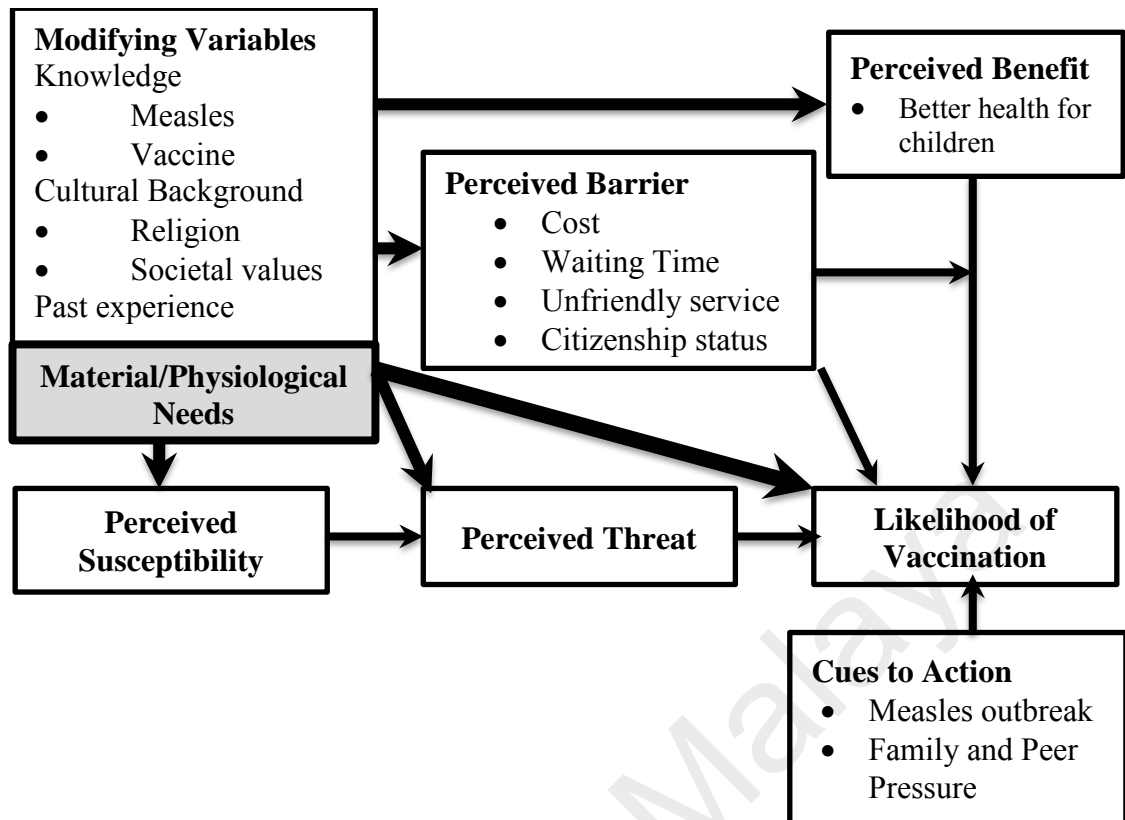 Modifying Variables
Knowledge
• Measles
• Vaccine
Cultural Background
• Religion
• Societal values
Past experience
Material/Physiological
Needs
Perceived Benefit
• Better health for
children
Perceived Barrier
• Cost
• Waiting Time
• Unfriendly service
• Citizenship status
Perceived
Susceptibility
Perceived Threat
Likelihood of
Vaccination
Cues to Action
• Measles outbreak
• Family and Peer
Pressure
Malaya